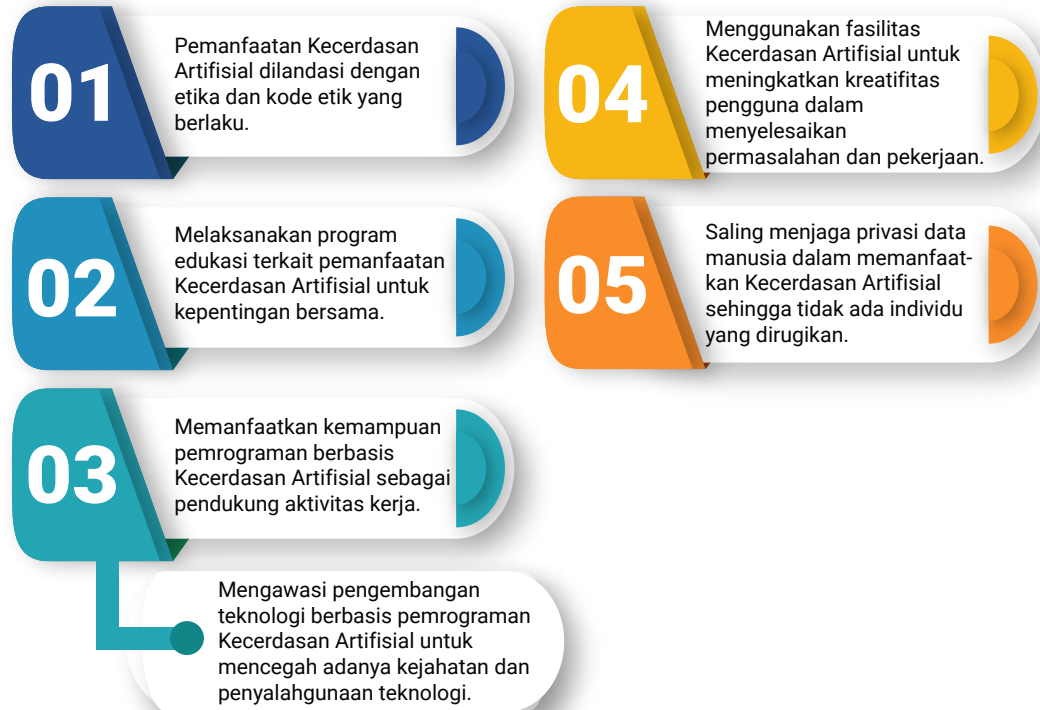 01
Pemanfaatan Kecerdasan
Artifisial dilandasi dengan
etika dan kode etik yang
berlaku.
02
Melaksanakan program
edukasi terkait pemanfaatan
Kecerdasan Artifisial untuk
kepentingan bersama.
03
Memanfaatkan kemampuan
pemrograman berbasis
Kecerdasan Artifisial sebagai
pendukung aktivitas kerja.
Mengawasi pengembangan
teknologi berbasis pemrograman
Kecerdasan Artifisial untuk
mencegah adanya kejahatan dan
penyalahgunaan teknologi.
04
Menggunakan fasilitas
Kecerdasan Artifisial untuk
meningkatkan kreatifitas
pengguna dalam
menyelesaikan
permasalahan dan pekerjaan.
05
Saling menjaga privasi data
manusia dalam memanfaat-
kan Kecerdasan Artifisial
sehingga tidak ada individu
yang dirugikan.